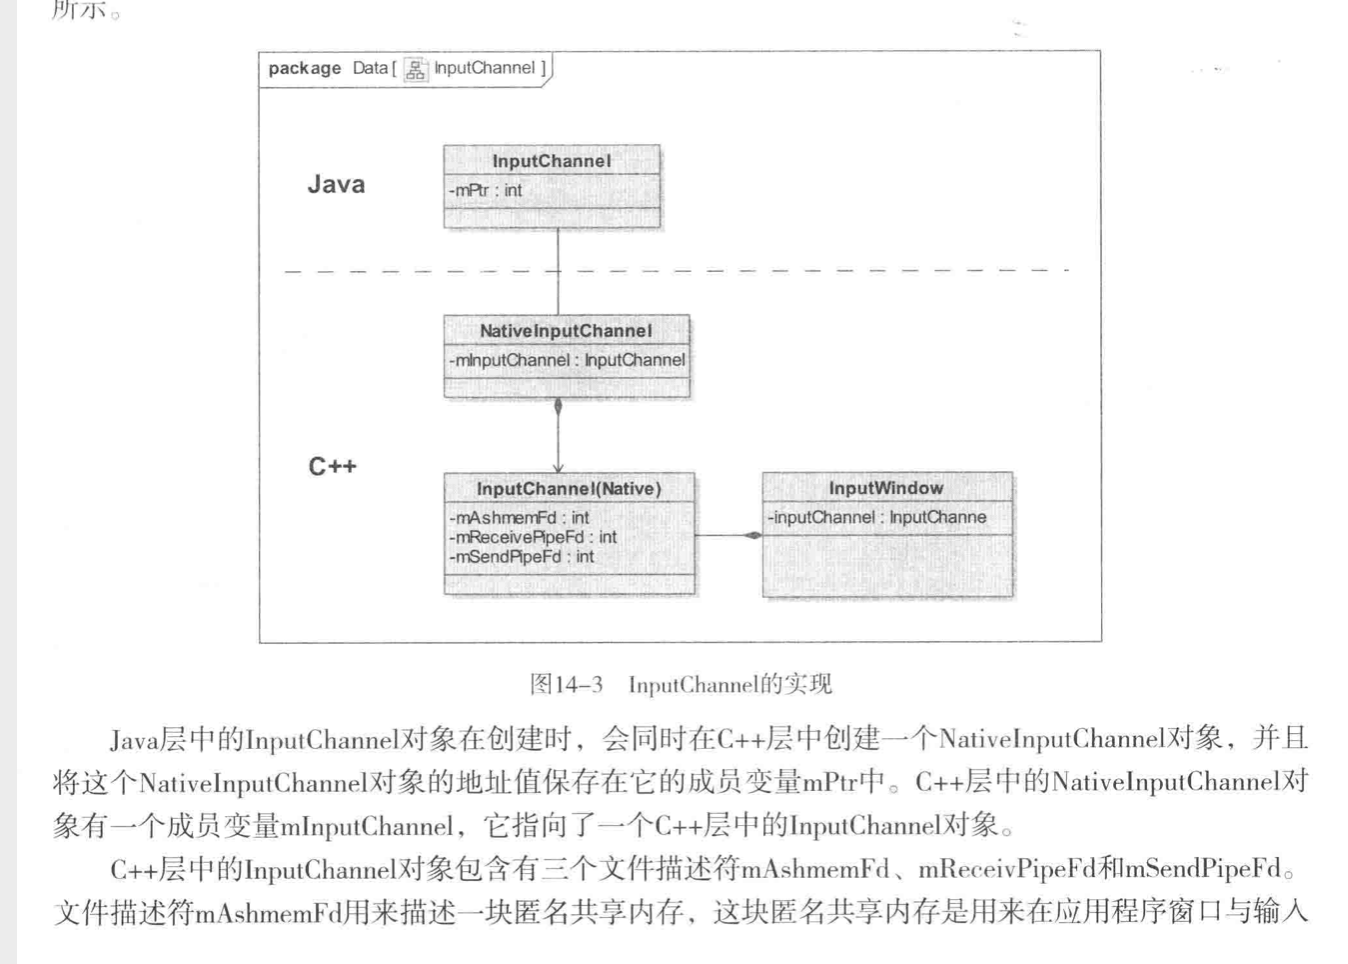 所示。
package Data[ InputChannel ]
Java
InputChannel
-mPtr : int
NativeInputChannel
-mInputChannel : InputChannel
C++
InputChannel(Native)
-mAshmemFd : int
-mReceivePipeFd : int
-mSendPipeFd : int
InputWindow
-inputChannel : InputChanne
图14-3 InputChannel的实现
Java层中的InputChannel对象在创建时，会同时在C++层中创建一个NativeInputChannel对象，并且
将这个NativeInputChannel对象的地址值保存在它的成员变量mPtr中。C++层中的NativeInputChannel对
象有一个成员变量mInputChannel，它指向了一个C++层中的InputChannel对象。
C++层中的InputChannel对象包含有三个文件描述符mAshmemFd、mReceivPipeFd和mSendPipeFd。
文件描述符mAshmemFd用来描述一块匿名共享内存，这块匿名共享内存是用来在应用程序窗口与输入